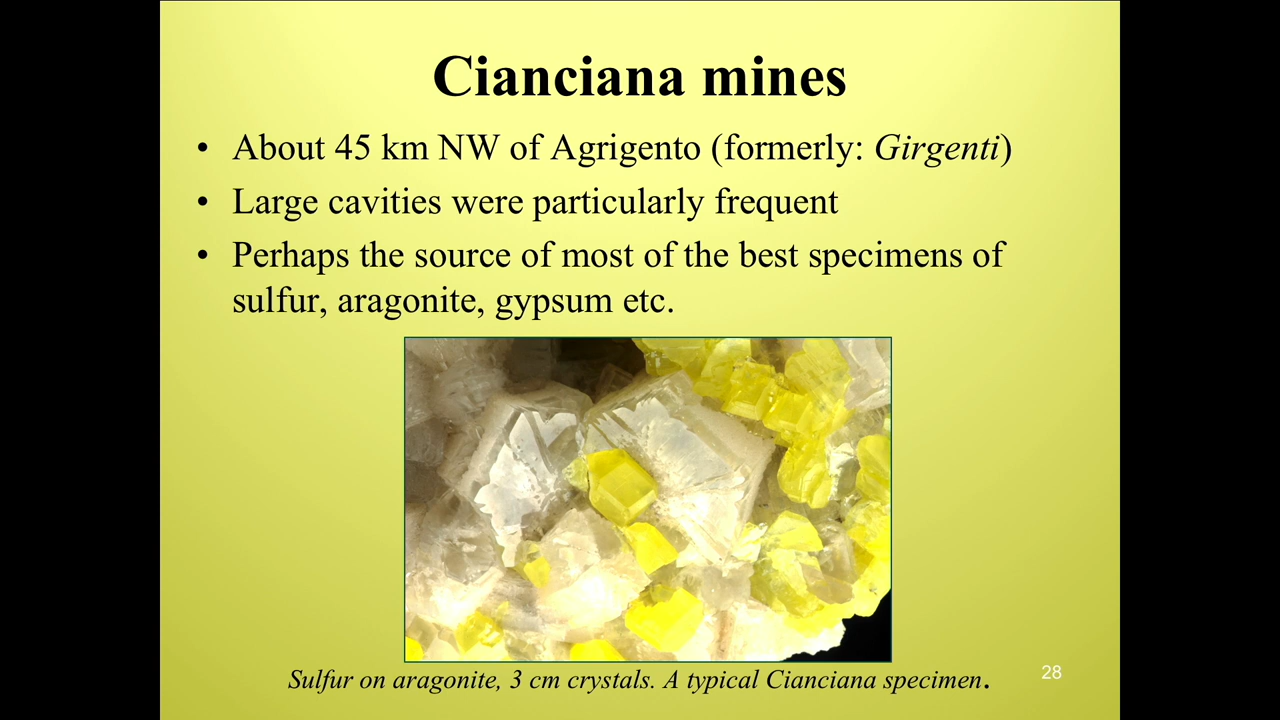 Cianciana mines
• About 45 km NW of Agrigento (formerly: Girgenti)
• Large cavities were particularly frequent
• Perhaps the source of most of the best specimens of
sulfur, aragonite, gypsum etc.
Sulfur on aragonite, 3 cm crystals. A typical Cianciana specimen.
28